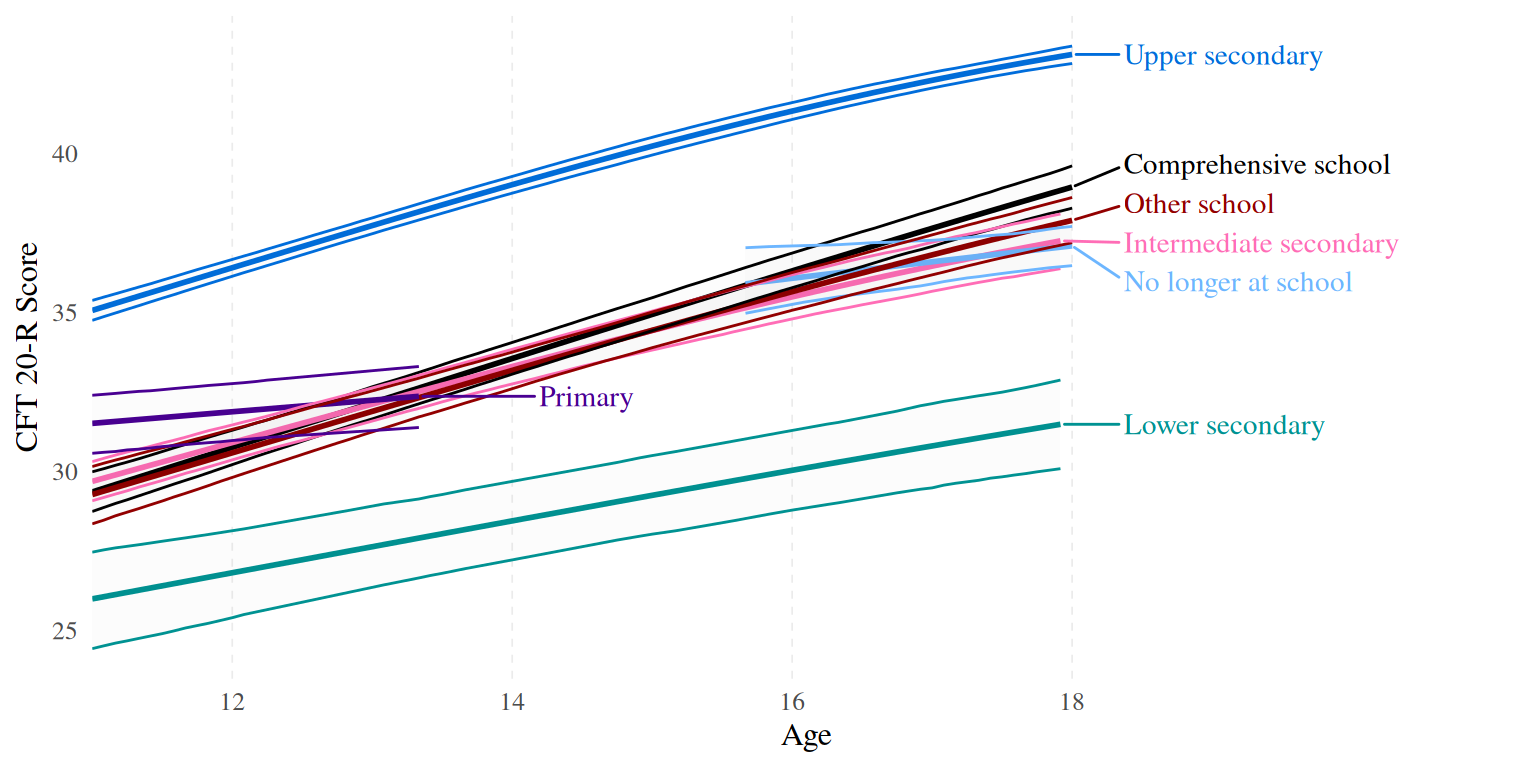 Upper secondary
40
Comprehensive school
Other school
Intermediate secondary
No longer at school
35
Primary
Lower secondary
30
25
CFT 20-R Score
12
14
16
18
Age